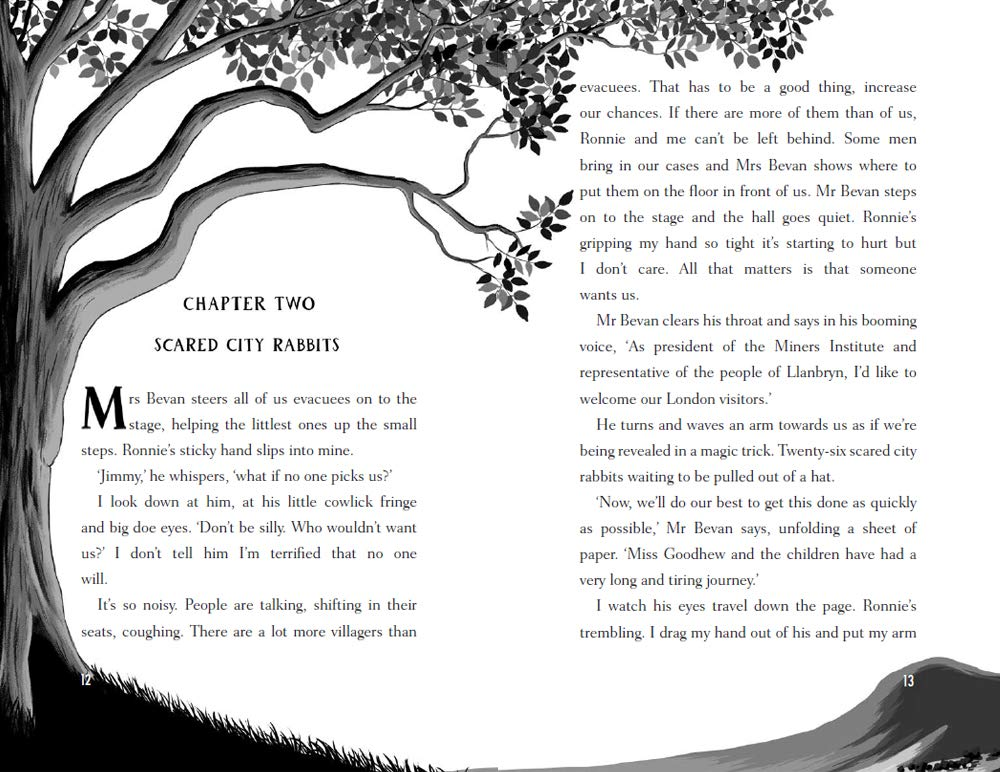 CHAPTER TWO
SCARED CITY RABBITS
Mrs Bevan steers all of us evacuees on to the
stage, helping the littlest ones up the small
steps. Ronnie’s sticky hand slips into mine.
‘Jimmy,’ he whispers, ‘what if no one picks us?’
I look down at him, at his little cowlick fringe
and big doe eyes. ‘Don’t be silly. Who wouldn’t want
us?’ I don’t tell him I’m terrified that no one
will.
It’s so noisy. People are talking, shifting in their
seats, coughing. There are a lot more villagers than
12
evacuees. That has to be a good thing, increase
our chances. If there are more of them than of us,
Ronnie and me can’t be left behind. Some men
bring in our cases and Mrs Bevan shows where to
put them on the floor in front of us. Mr Bevan steps
on to the stage and the hall goes quiet. Ronnie’s
gripping my hand so tight it’s starting to hurt but
I don’t care. All that matters is that someone
wants us.
Mr Bevan clears his throat and says in his booming
voice, ‘As president of the Miners Institute and
representative of the people of Llanbryn, I’d like to
welcome our London visitors.’
He turns and waves an arm towards us as if we’re
being revealed in a magic trick. Twenty-six scared city
rabbits waiting to be pulled out of a hat.
‘Now, we’ll do our best to get this done as quickly
as possible,’ Mr Bevan says, unfolding a sheet of
paper. ‘Miss Goodhew and the children have had a
very long and tiring journey.’
I watch his eyes travel down the page. Ronnie’s
trembling. I drag my hand out of his and put my arm
13